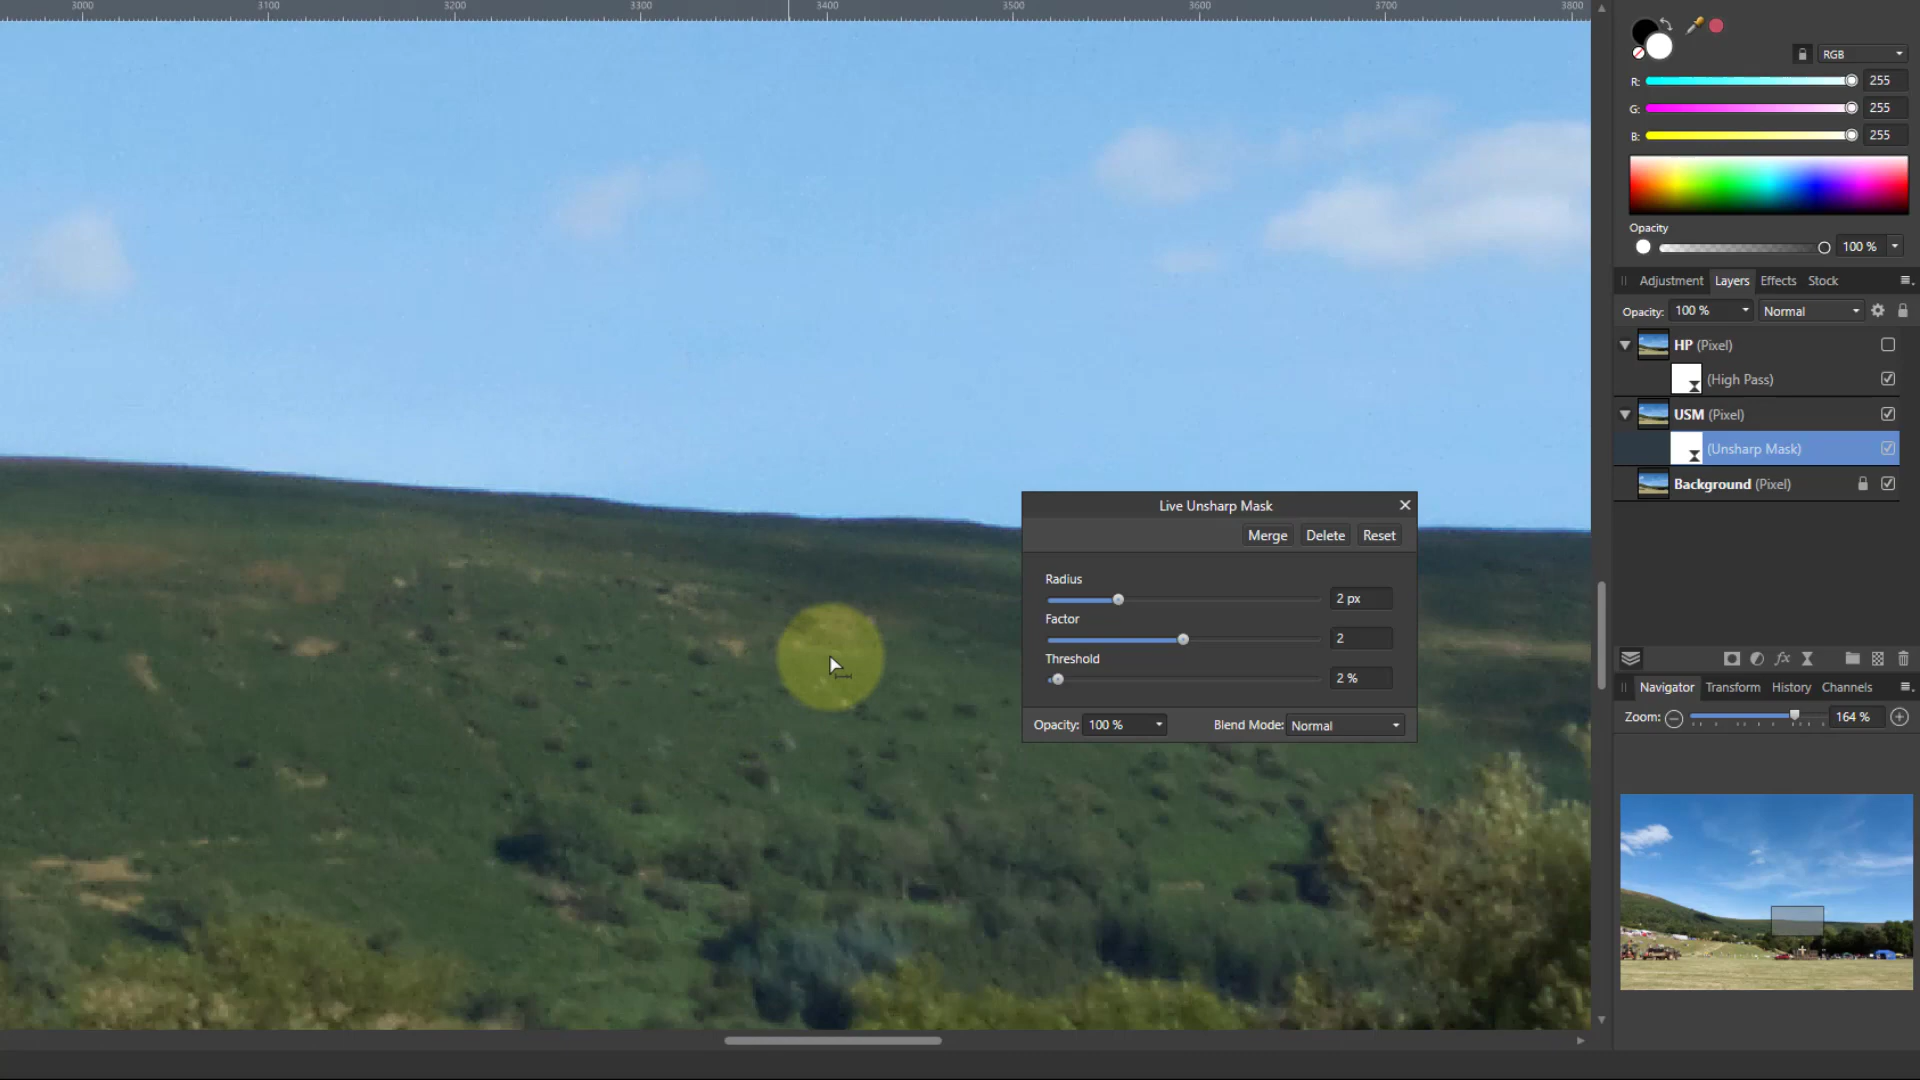 3000 3100 3200 3300 3400 3500 3600 3700 3800
RGB
R: 255
G: 255
B: 255
Opacity
100 %
Adjustment Layers Effects Stock
Opacity: 100 % Normal
HP (Pixel)
(High Pass)
USM (Pixel)
(Unsharp Mask)
Background (Pixel)
Live Unsharp Mask
Merge Delete Reset
Radius
2 px
Factor
2
Threshold
2 %
Opacity: 100 % Blend Mode: Normal
fx
Navigator Transform History Channels
Zoom: 164 %